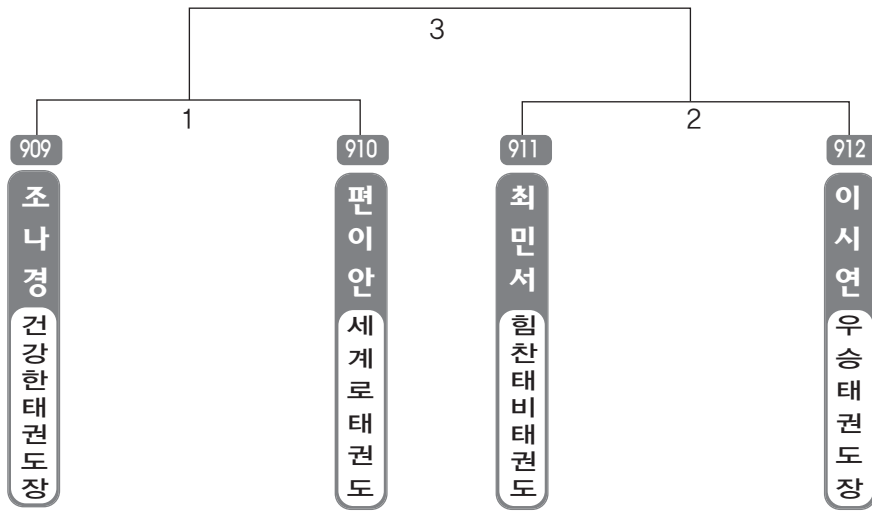 3
1
2
909
910
911
912
조나경
편이안
최민서
이시연
건강한태권도장
세계로태권도
힘찬태비태권도
우승태권도장